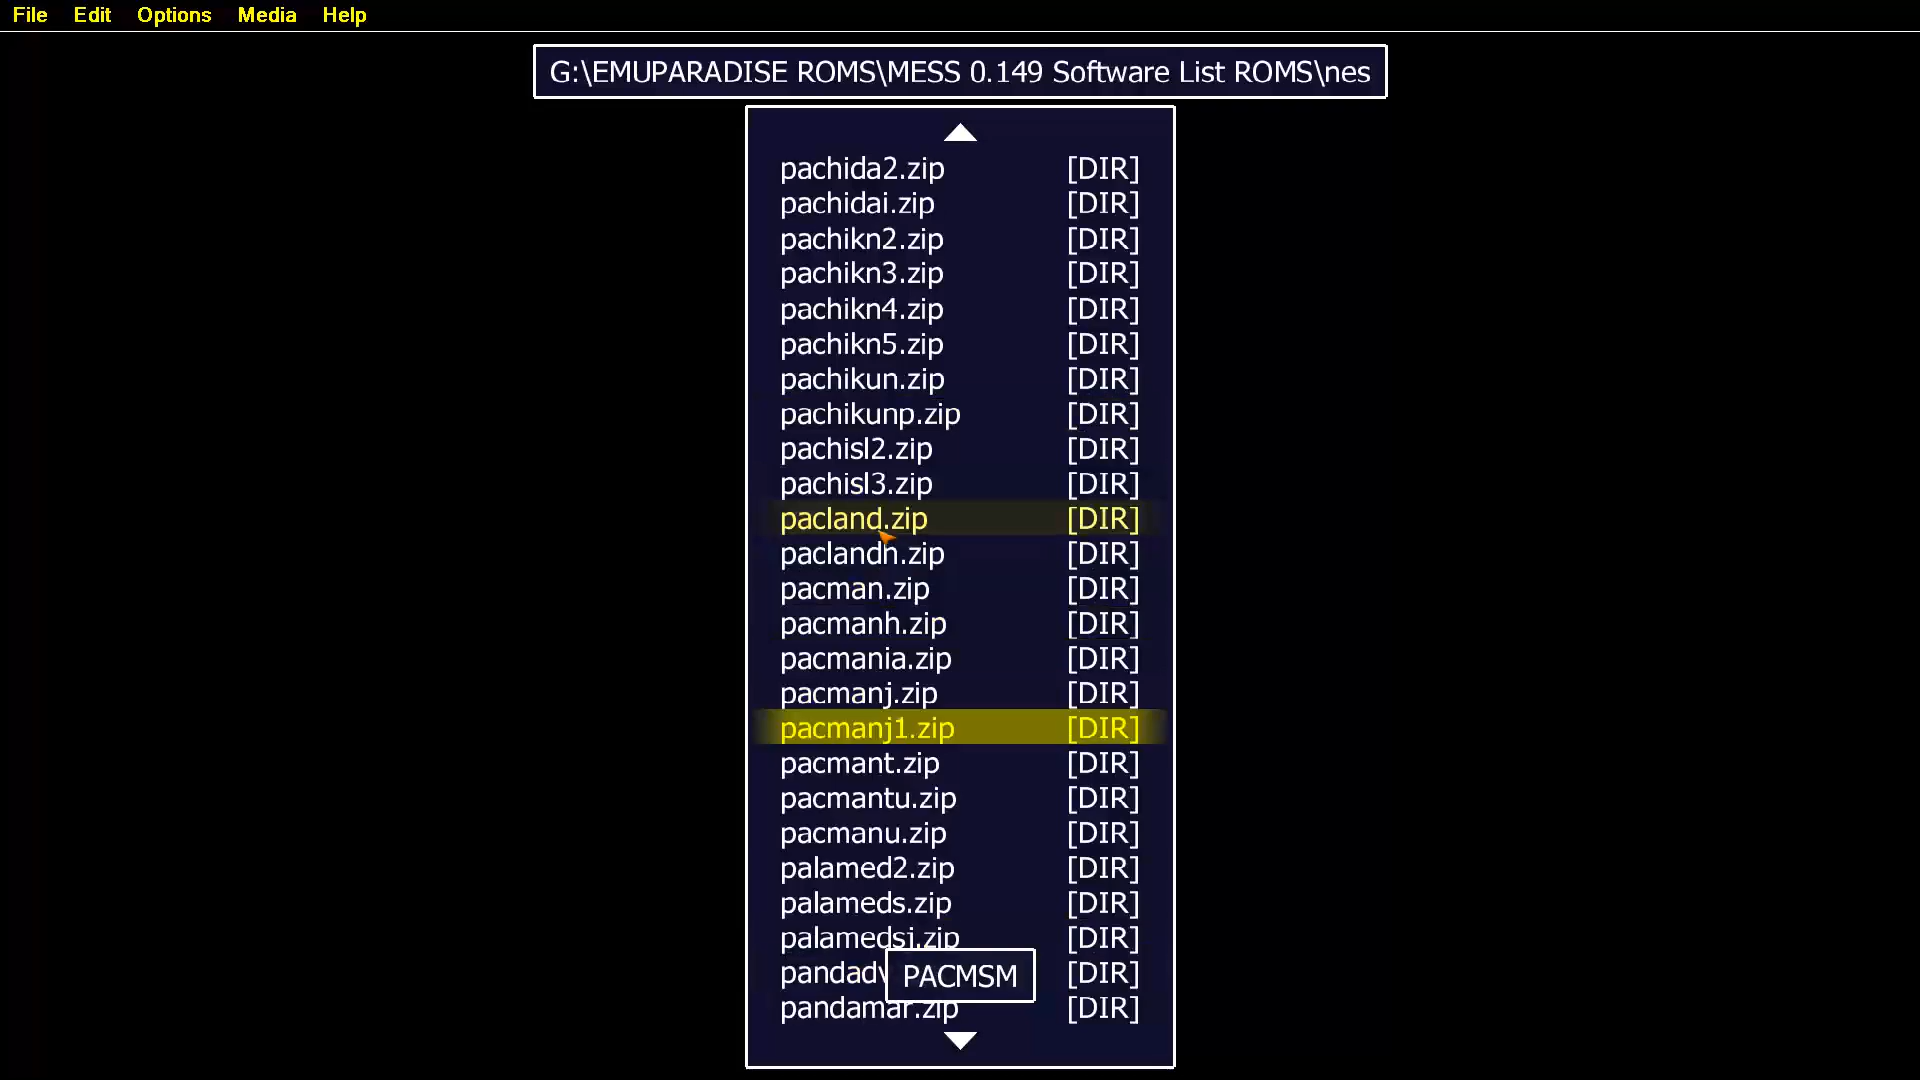 File Edit Options Media Help
G:\EMUPARADISE ROMS\MESS 0.149 Software List ROMS\nes
pachida2.zip [DIR]
pachidai.zip [DIR]
pachikn2.zip [DIR]
pachikn3.zip [DIR]
pachikn4.zip [DIR]
pachikn5.zip [DIR]
pachikun.zip [DIR]
pachikunp.zip [DIR]
pachisl2.zip [DIR]
pachisl3.zip [DIR]
pacland.zip [DIR]
paclandh.zip [DIR]
pacman.zip [DIR]
pacmanh.zip [DIR]
pacmania.zip [DIR]
pacmanj.zip [DIR]
pacmanj1.zip [DIR]
pacmant.zip [DIR]
pacmantu.zip [DIR]
pacmanu.zip [DIR]
palamed2.zip [DIR]
palameds.zip [DIR]
palamedsj.zip [DIR]
[DIR]
PACMSM
pandamar.zip [DIR]